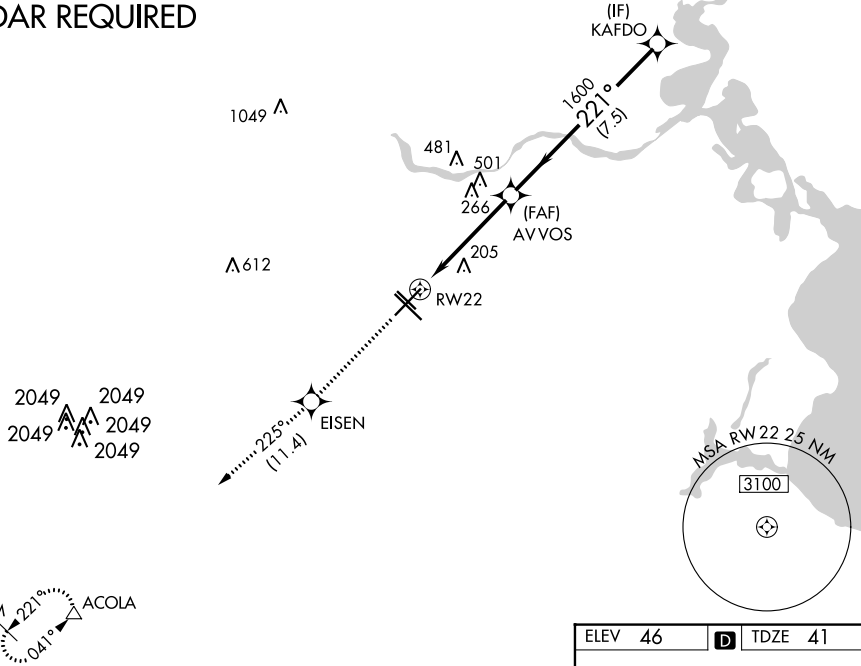 DAR REQUIRED
(IF)
KAFDO
1600
221°
(7.5)
1049
481
501
266
(FAF)
AVVOS
205
612
RW22
2049
2049
2049
2049
2049
EISEN
225°
(11.4)
MSA RW22 25 NM
3100
ACOLA
221°
041°
ELEV 46
D
TDZE 41